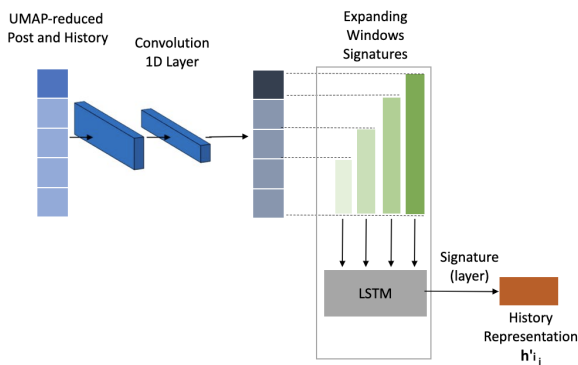 UMAP-reduced
Post and History
Convolution
1D Layer
Expanding
Windows
Signatures
LSTM
Signature
(layer)
History
Representation
h'i j